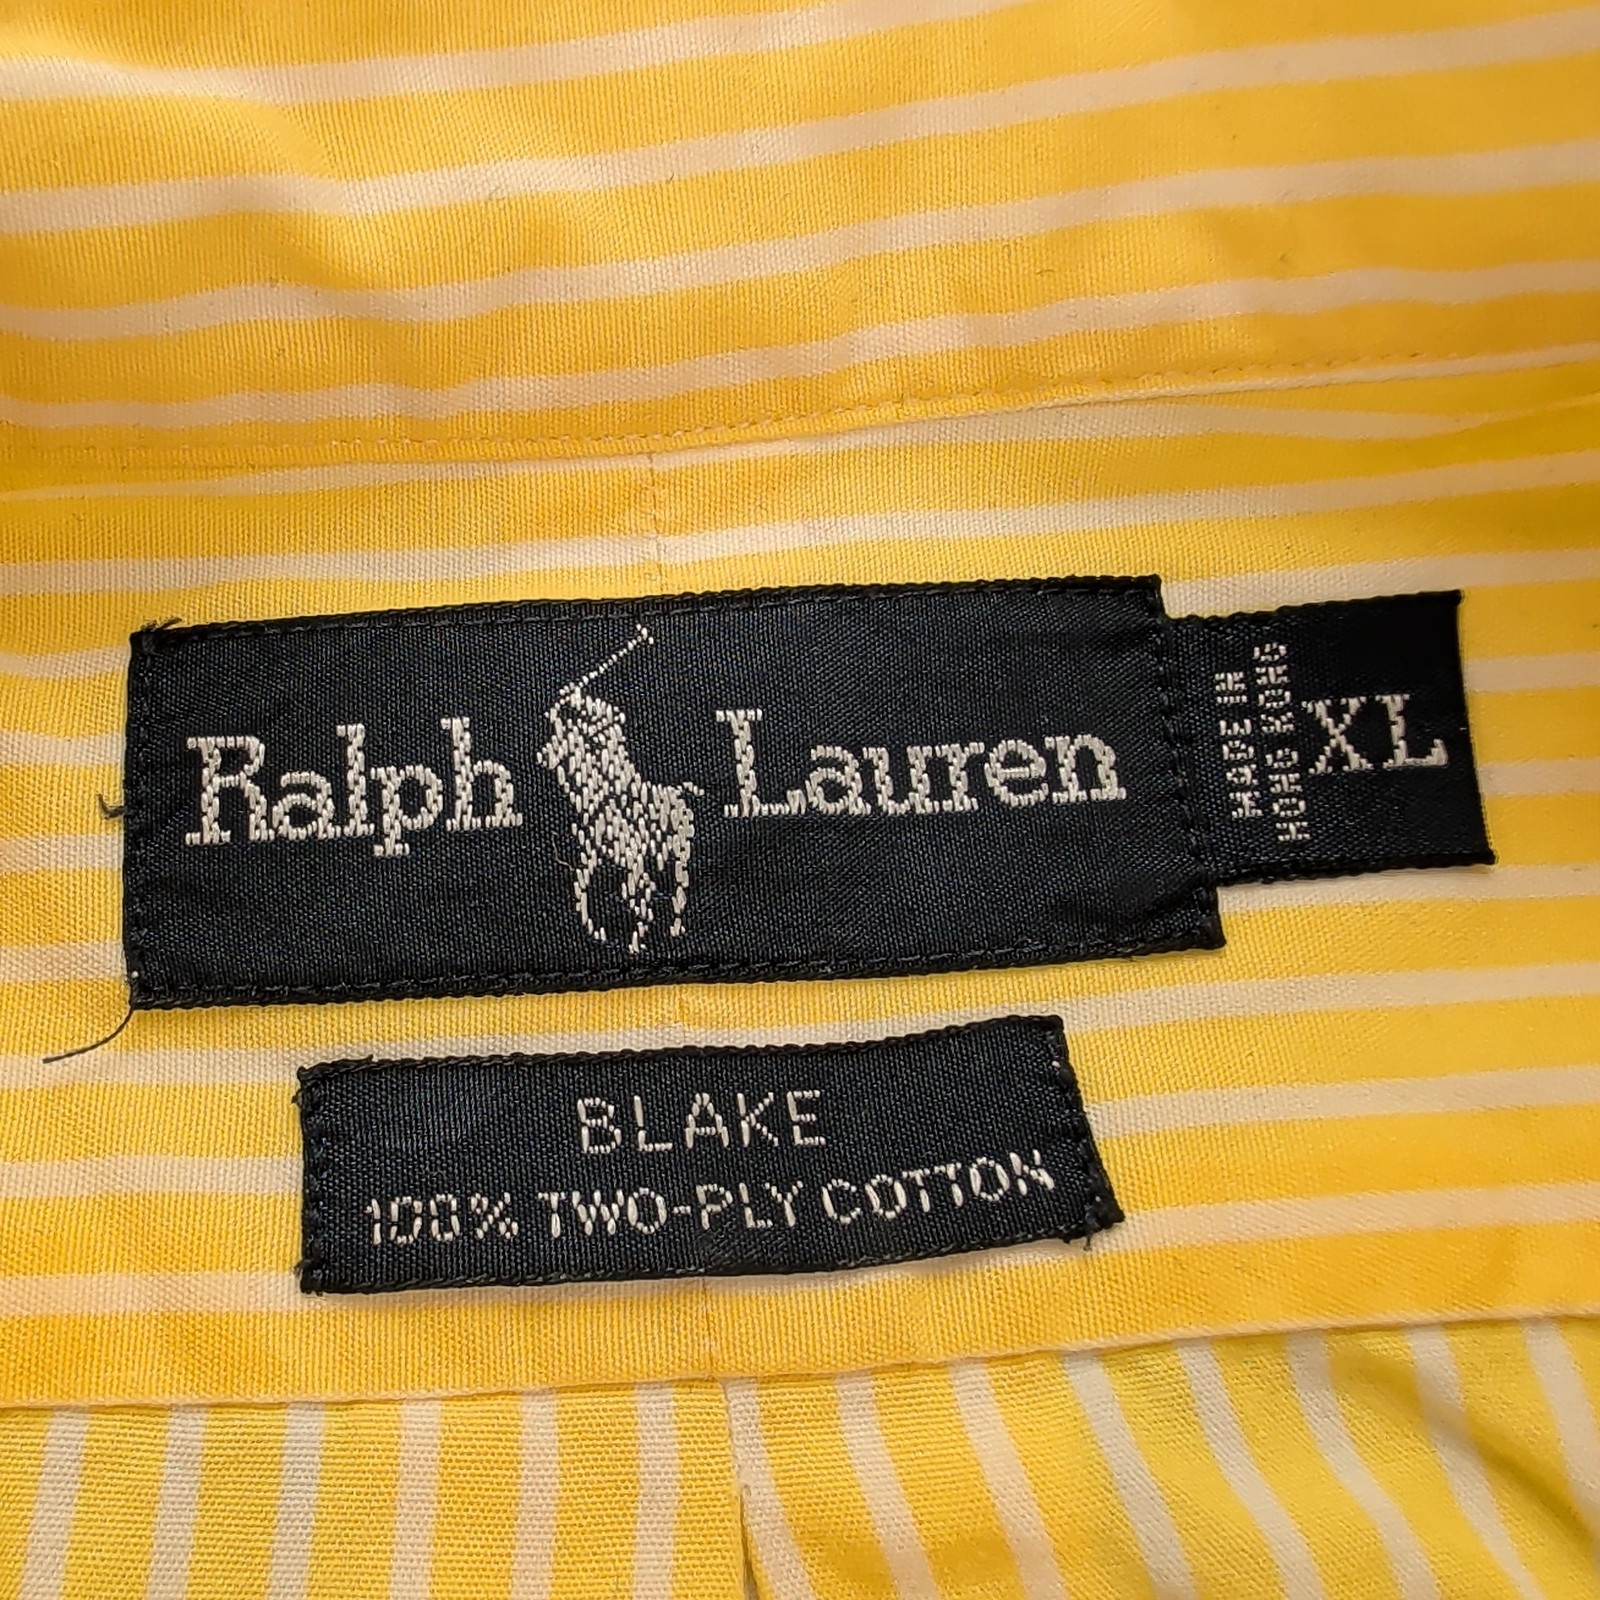 Ralph Lauren
MADE IN
HONG KONG
XL
BLAKE
100% TWO-PLY COTTON